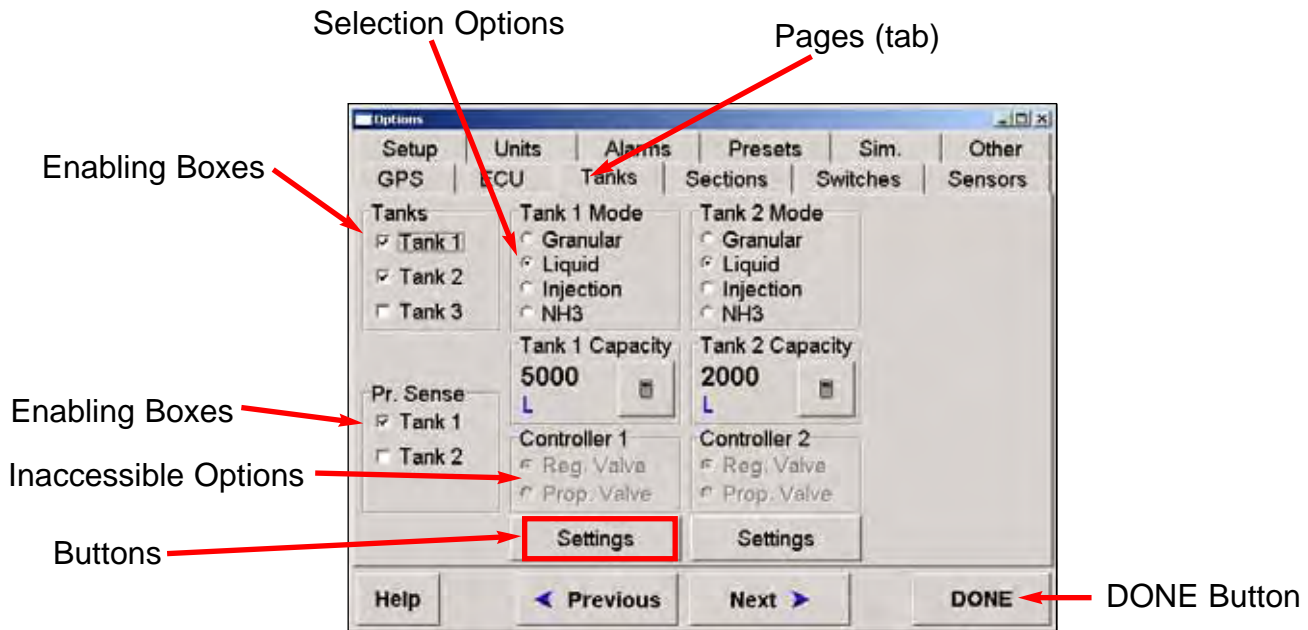 Selection Options
Pages (tab)
Enabling Boxes
Enabling Boxes
Inaccessible Options
Buttons
DONE Button
Options
Setup Units Alarms Presets Sim. Other
GPS ECU Tanks Sections Switches Sensors
Tanks
Tank 1
Tank 2
Tank 3
Pr. Sense
Tank 1
Tank 2
Tank 1 Mode
Granular
Liquid
Injection
NH3
Tank 1 Capacity
5000
L
Controller 1
Reg. Valve
Prop. Valve
Settings
Tank 2 Mode
Granular
Liquid
Injection
NH3
Tank 2 Capacity
2000
L
Controller 2
Reg. Valve
Prop. Valve
Settings
Help Previous Next DONE